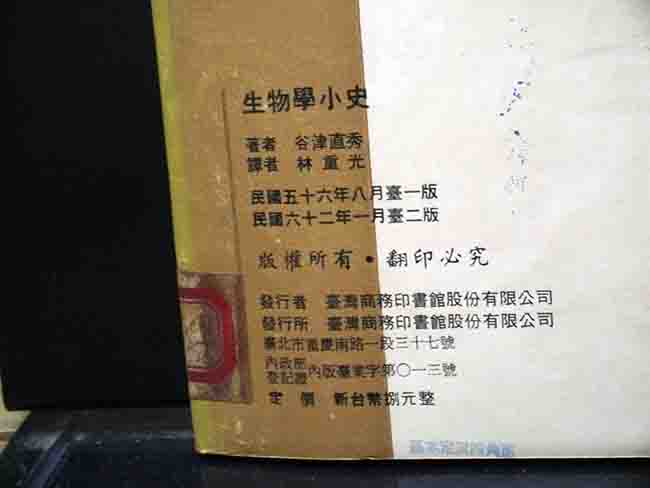 生物學小史
著者 谷津直秀
譯者 林重光
民國五十六年八月臺一版
民國六十二年一月臺二版
版權所有・翻印必究
發行者 臺灣商務印書館股份有限公司
發行所 臺灣商務印書館股份有限公司
臺北市重慶南路一段三十七號
內政部登記證 內版臺業字第〇一三號
定價 新台幣捌元整